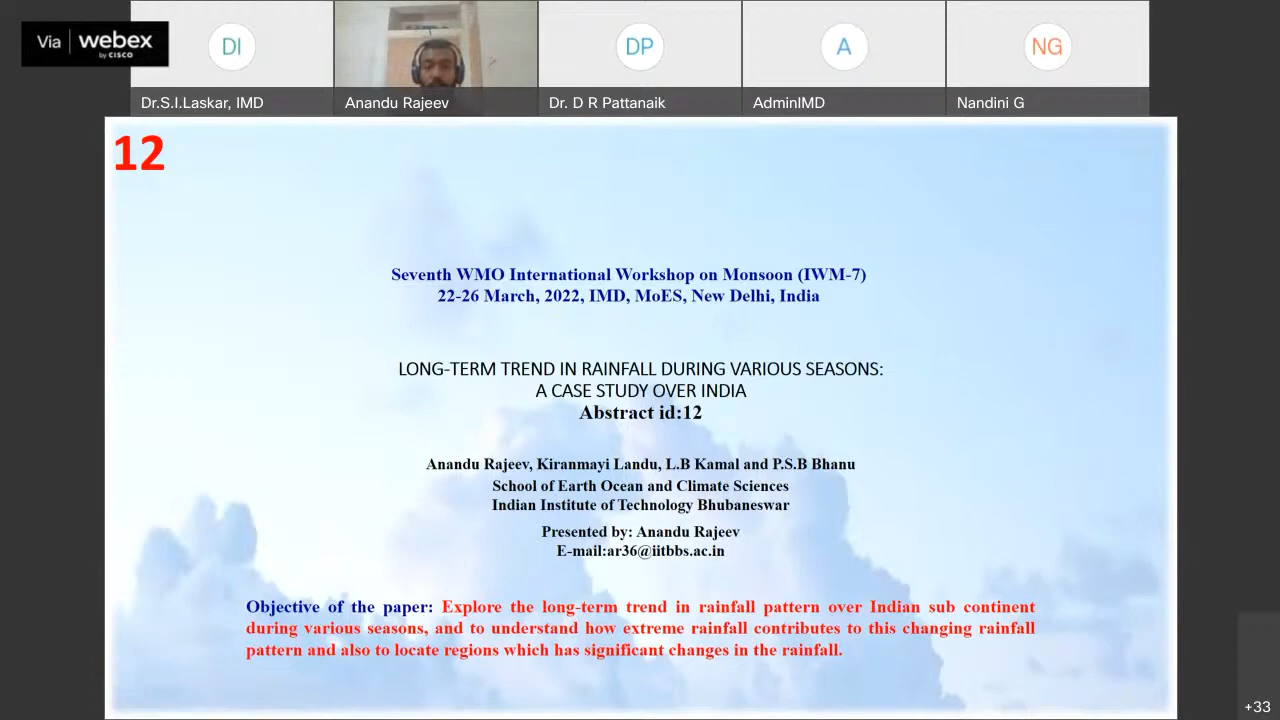 Via webex
by CISCO
DI
DP
A
NG
Dr.S.I.Laskar, IMD
Anandu Rajeev
Dr. D R Pattanaik
AdminIMD
Nandini G
12
Seventh WMO International Workshop on Monsoon (IWM-7)
22-26 March, 2022, IMD, MoES, New Delhi, India
LONG-TERM TREND IN RAINFALL DURING VARIOUS SEASONS:
A CASE STUDY OVER INDIA
Abstract id:12
Anandu Rajeev, Kiranmayi Landu, L.B Kamal and P.S.B Bhanu
School of Earth Ocean and Climate Sciences
Indian Institute of Technology Bhubaneswar
Presented by: Anandu Rajeev
E-mail:ar36@iitbbs.ac.in
Objective of the paper: Explore the long-term trend in rainfall pattern over Indian sub continent
during various seasons, and to understand how extreme rainfall contributes to this changing rainfall
pattern and also to locate regions which has significant changes in the rainfall.
+33